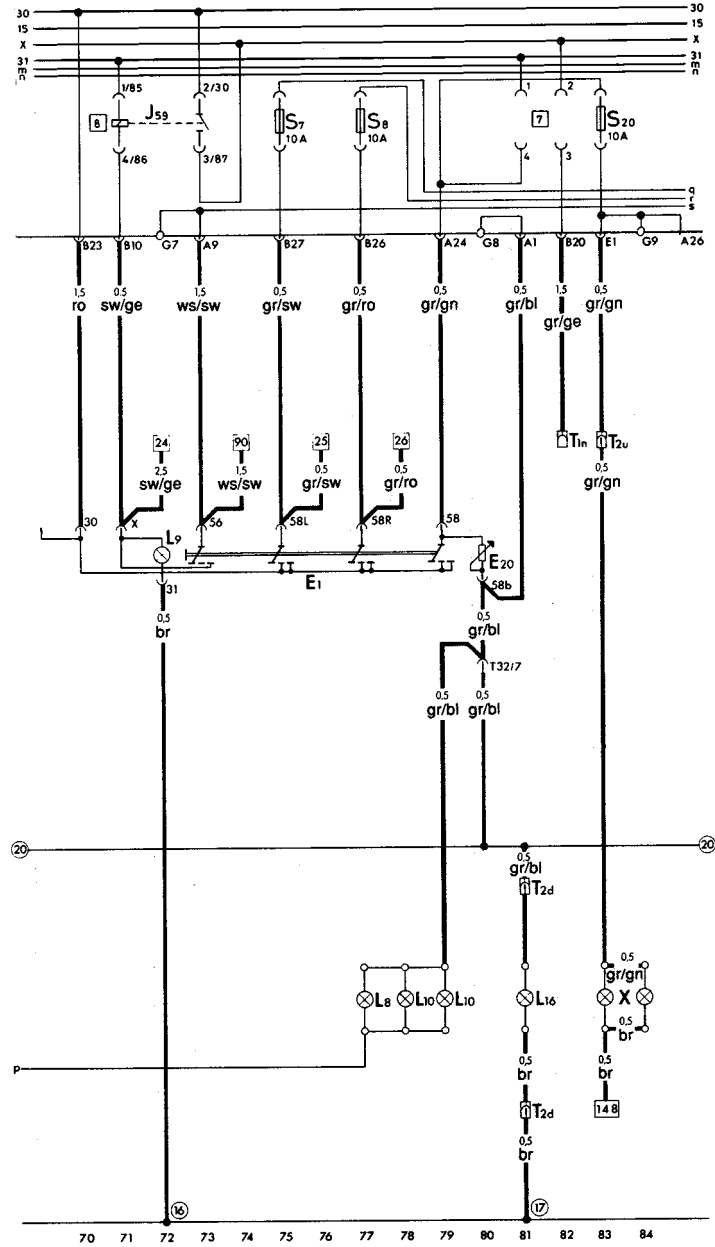 30 30
15 15
X X
31 31
m m
n n
1/85 2/30 1 2
8 J59 S7 10A S8 10A 7 S20 10A
4/86 3/87 4 3
q
r
s
B23 B10 G7 A9 B27 B26 A24 G8 A1 B20 E1 G9 A26
1,5 0,5 1,5 0,5 0,5 0,5 0,5 1,5 0,5
ro sw/ge ws/sw gr/sw gr/ro gr/gn gr/bl gr/ge gr/gn
24 90 25 26 T1n T2u
2,5 1,5 0,5 0,5 0,5
sw/ge ws/sw gr/sw gr/ro gr/gn
30 X 56 58L 58R 58
L9 E20
E1
31 58b
0,5 0,5
br gr/bl
T32/7
0,5 0,5
gr/bl gr/bl
20 20
0,5
gr/bl
T2d
0,5
gr/gn
L8 L10 L10 L16 X
0,5
br
0,5 0,5
br br
p
T2d 148
0,5
br
16 17
70 71 72 73 74 75 76 77 78 79 80 81 82 83 84